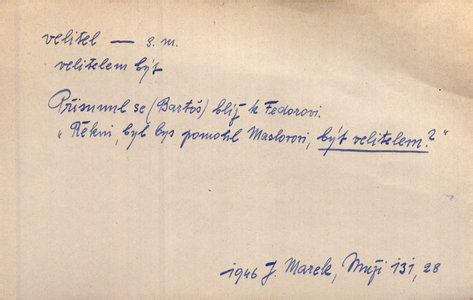 velitel — s. m.
velitelem být
Přisunul se (Bartoš) blíž k Fedorovi.
„Řekni, byl bys pomohl Maslovovi, být velitelem?"
1946 J. Marek, Muži 131, 28